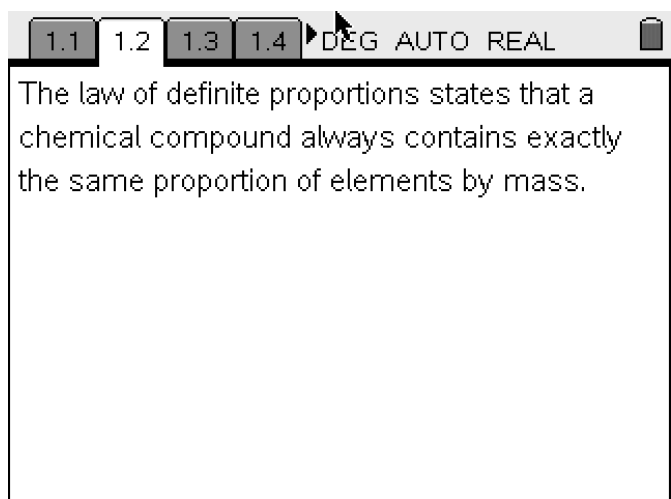 1.1 1.2 1.3 1.4 DEG AUTO REAL
The law of definite proportions states that a
chemical compound always contains exactly
the same proportion of elements by mass.